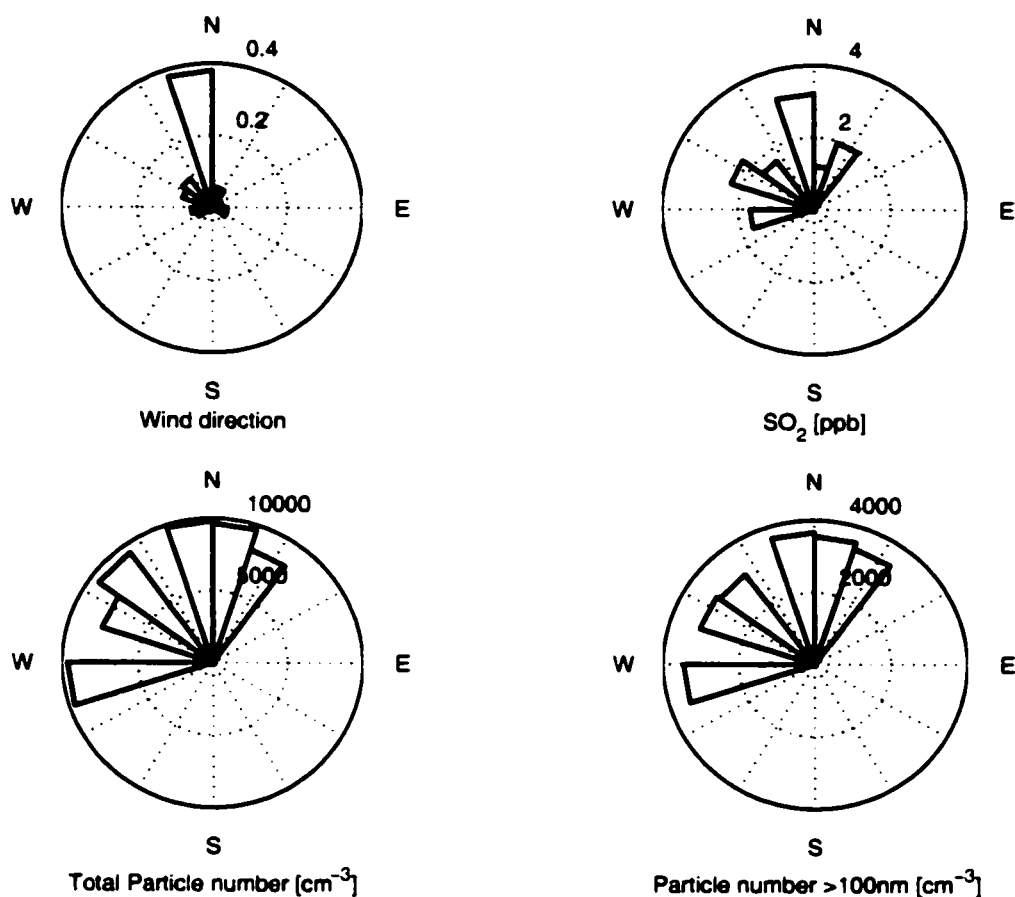 N
0.4
0.2
W
E
S
Wind direction
N
4
2
W
E
S
SO₂ [ppb]
N
10000
5000
W
E
S
Total Particle number [cm⁻³]
N
4000
2000
W
E
S
Particle number >100nm [cm⁻³]